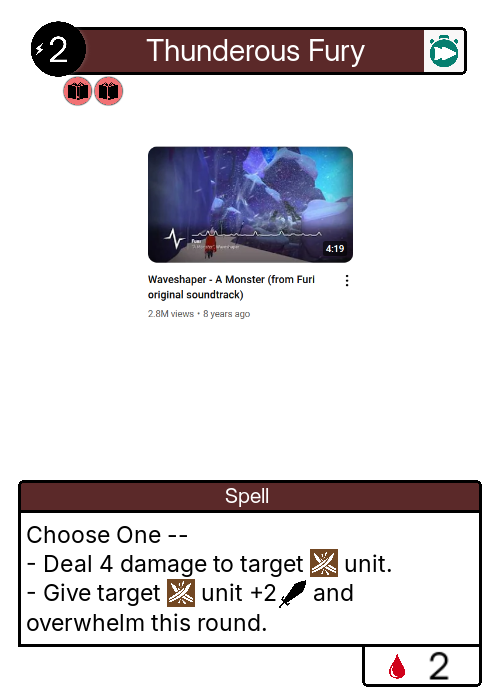 2
Thunderous Fury
4:19
Waveshaper - A Monster (from Furi
original soundtrack)
2.8M views • 8 years ago
Spell
Choose One --
- Deal 4 damage to target unit.
- Give target unit +2 and
overwhelm this round.
2